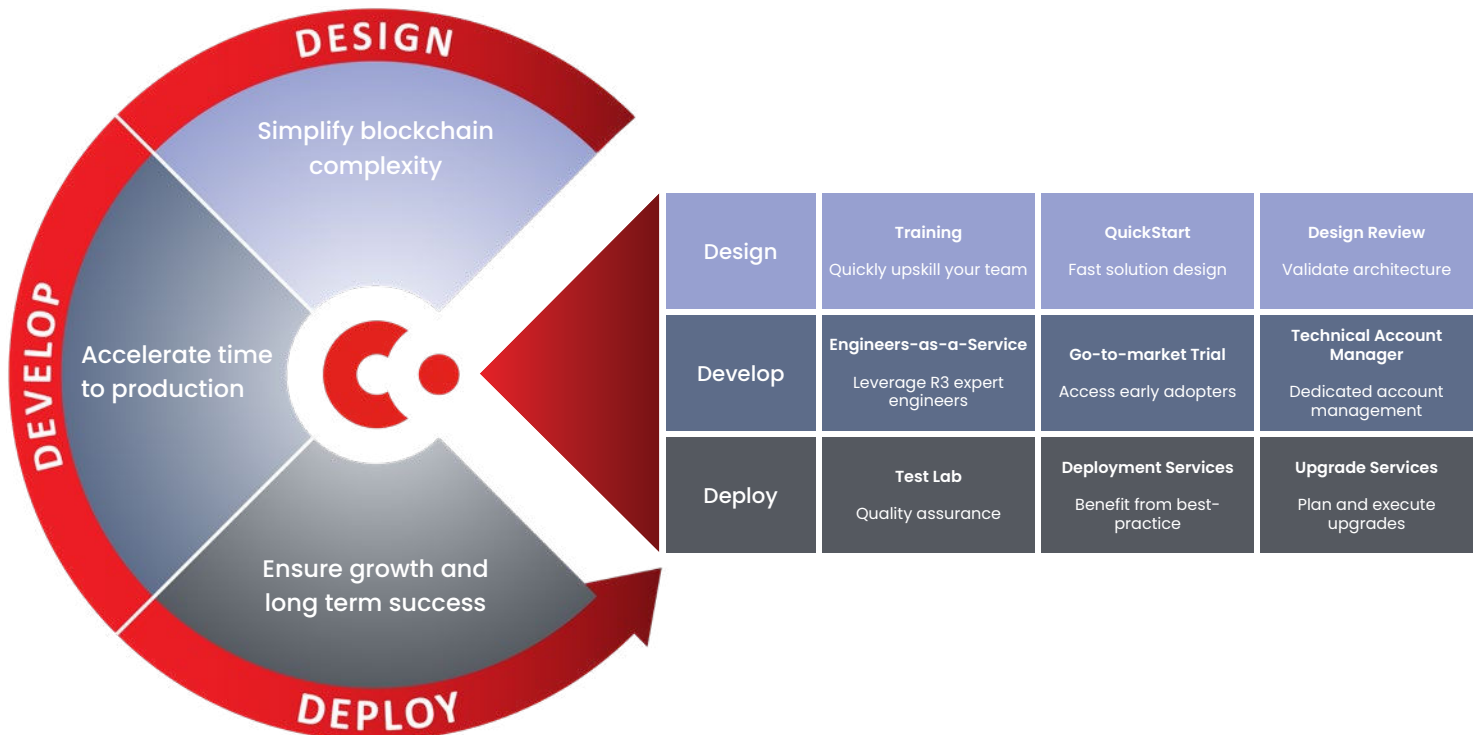 DESIGN
Simplify blockchain
complexity
DEVELOP
Accelerate time
to production
Ensure growth and
long term success
DEPLOY
Design
Training
Quickly upskill your team
QuickStart
Fast solution design
Design Review
Validate architecture
Develop
Engineers-as-a-Service
Leverage R3 expert
engineers
Go-to-market Trial
Access early adopters
Technical Account
Manager
Dedicated account
management
Deploy
Test Lab
Quality assurance
Deployment Services
Benefit from best-
practice
Upgrade Services
Plan and execute
upgrades